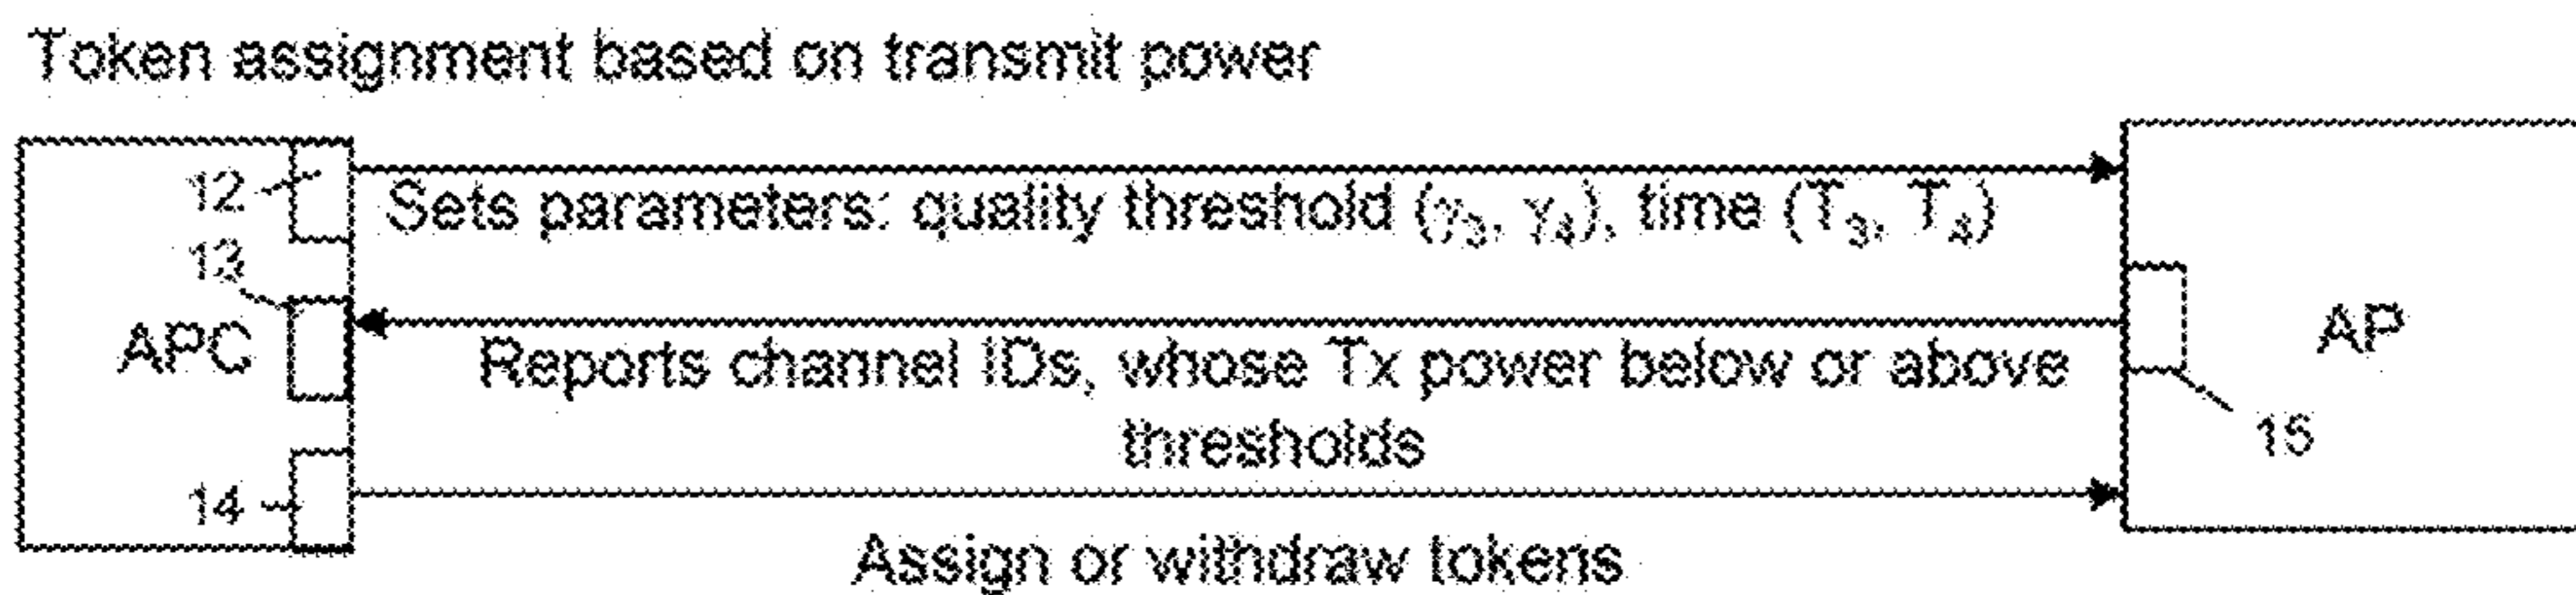 Token assignment based on transmit power
12
Sets parameters: quality threshold (γ₃, γ₄), time (T₃, T₄)
13
APC
AP
Reports channel IDs, whose Tx power below or above
thresholds
15
14
Assign or withdraw tokens